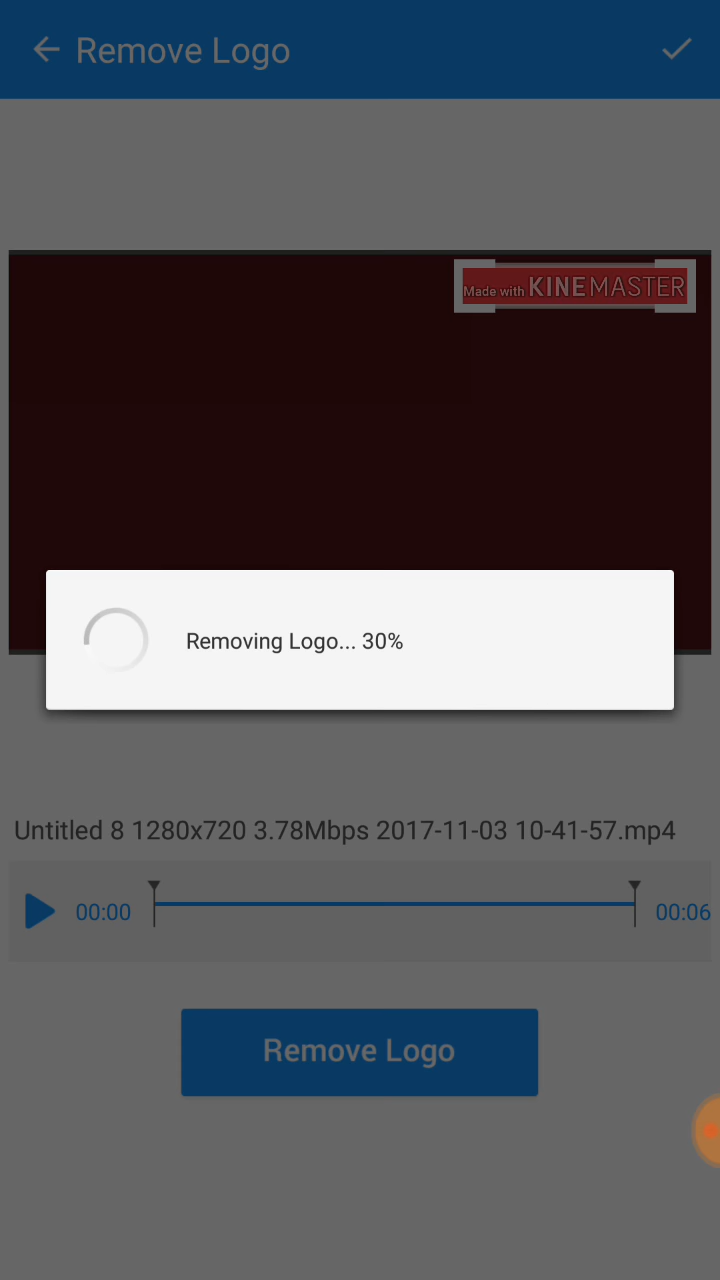 Remove Logo
Made with KINEMASTER
Removing Logo... 30%
Untitled 8 1280x720 3.78Mbps 2017-11-03 10-41-57.mp4
00:00
00:06
Remove Logo